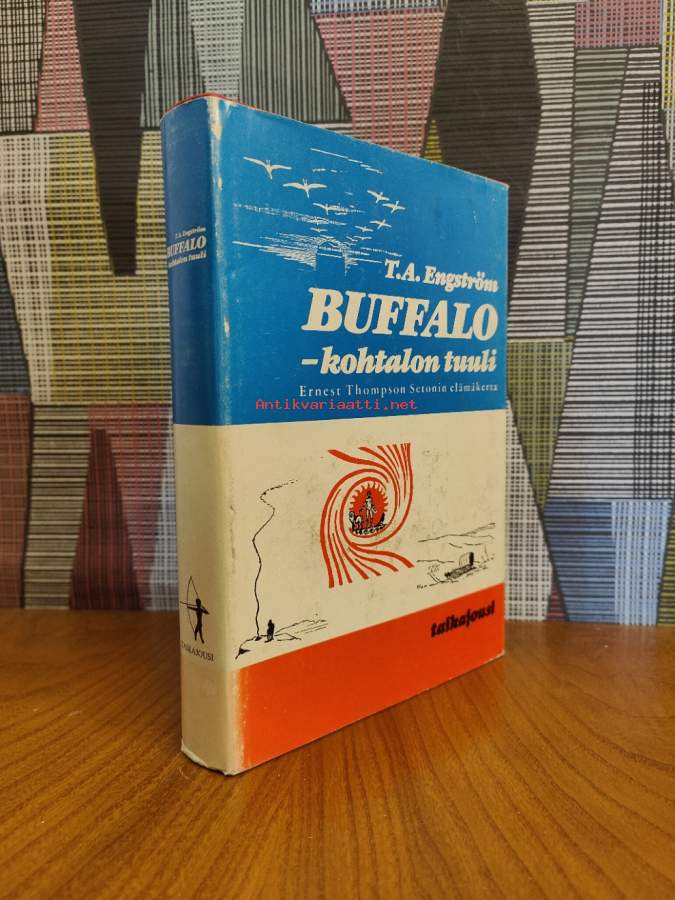 T.A. Engström
BUFFALO
–kohtalon tuuli
Ernest Thompson Setonin elämäkerta
Antikvariaatti.net
taikajousi
T.A. Engström
BUFFALO
–kohtalon tuuli
TAIKAJOUSI